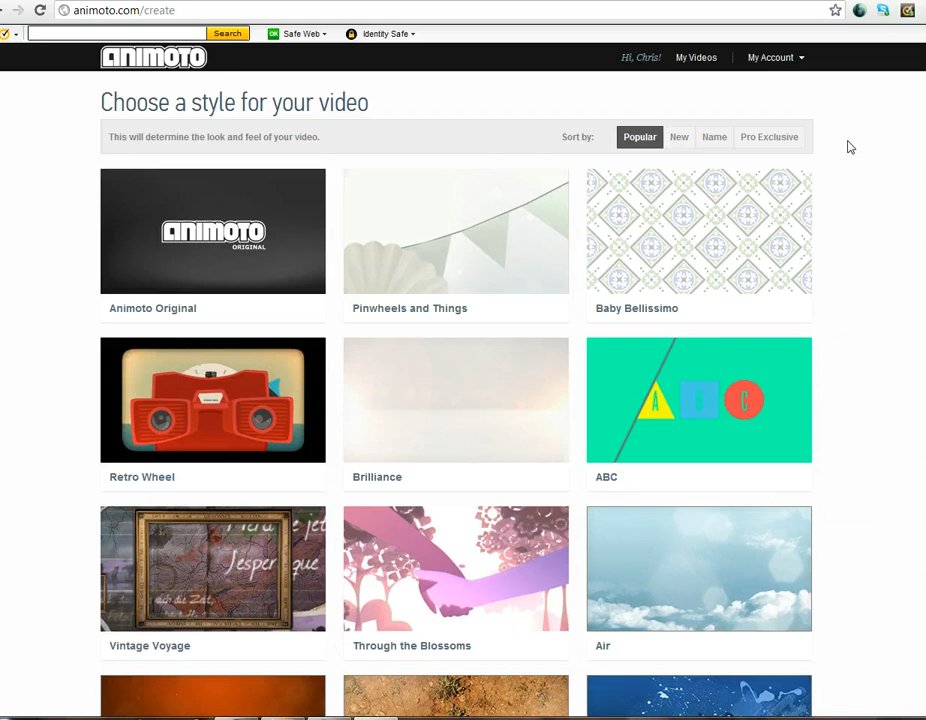 animoto.com/create
Search
OK Safe Web
Identity Safe
ANIMOTO
Hi, Chris! My Videos My Account
Choose a style for your video
This will determine the look and feel of your video. Sort by: Popular New Name Pro Exclusive
ANIMOTO
ORIGINAL
Animoto Original Pinwheels and Things Baby Bellissimo
A B C
Retro Wheel Brilliance ABC
Vintage Voyage Through the Blossoms Air